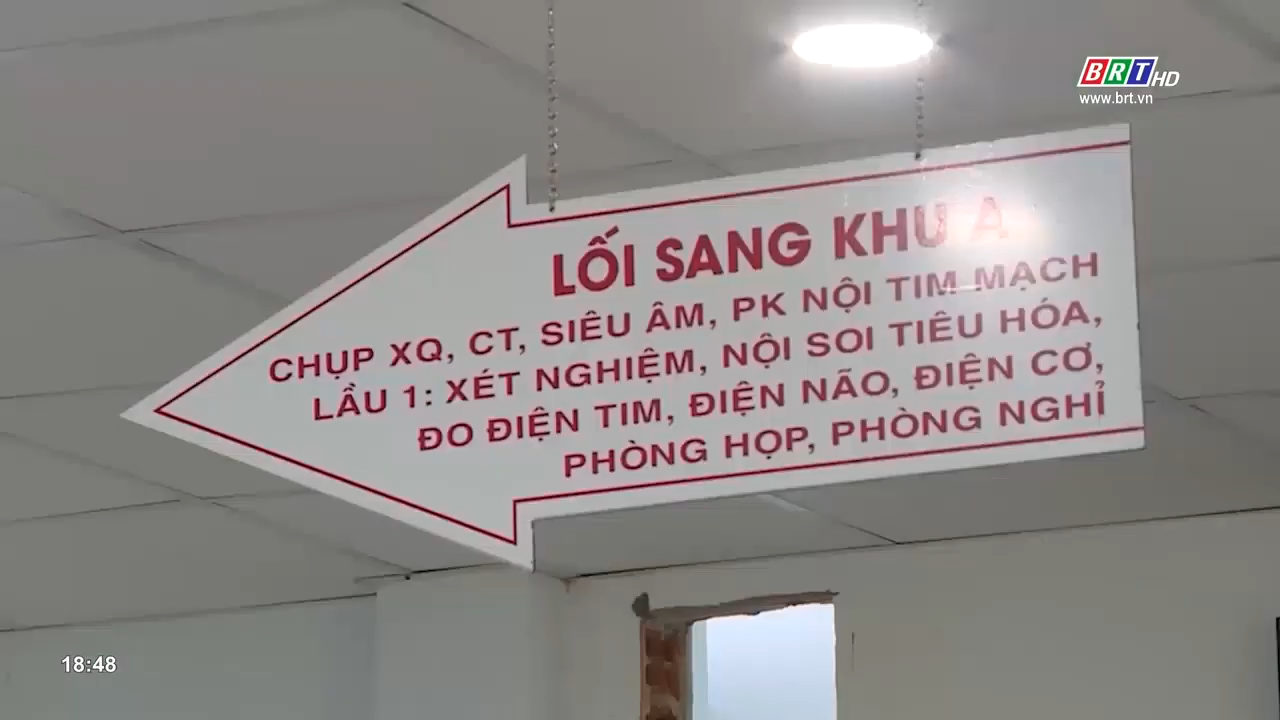 BRT HD
www.brt.vn
LỐI SANG KHU A
CHỤP XQ, CT, SIÊU ÂM, PK NỘI TIM MẠCH
LẦU 1: XÉT NGHIỆM, NỘI SOI TIÊU HÓA,
ĐO ĐIỆN TIM, ĐIỆN NÃO, ĐIỆN CƠ,
PHÒNG HỌP, PHÒNG NGHỈ
18:48